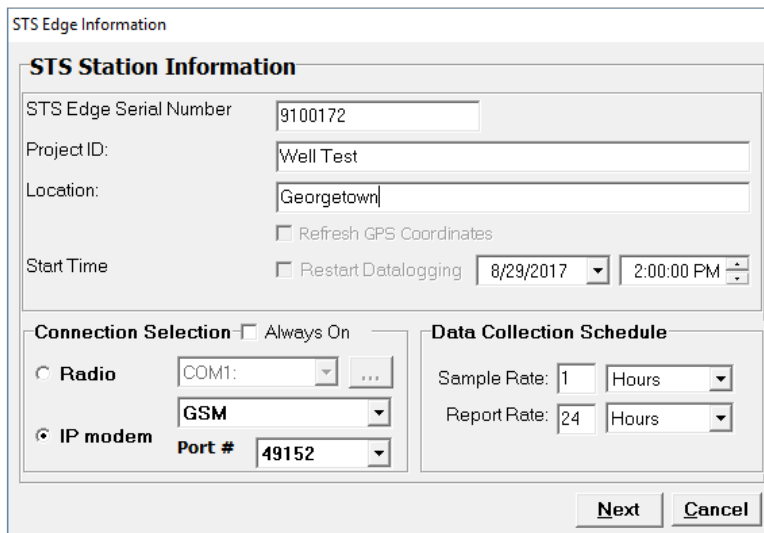 STS Edge Information
STS Station Information
STS Edge Serial Number 9100172
Project ID: Well Test
Location: Georgetown
Refresh GPS Coordinates
Start Time Restart Datalogging 8/29/2017 2:00:00 PM
Connection Selection Always On
Radio COM1: ...
GSM
IP modem
Port # 49152
Data Collection Schedule
Sample Rate: 1 Hours
Report Rate: 24 Hours
Next Cancel